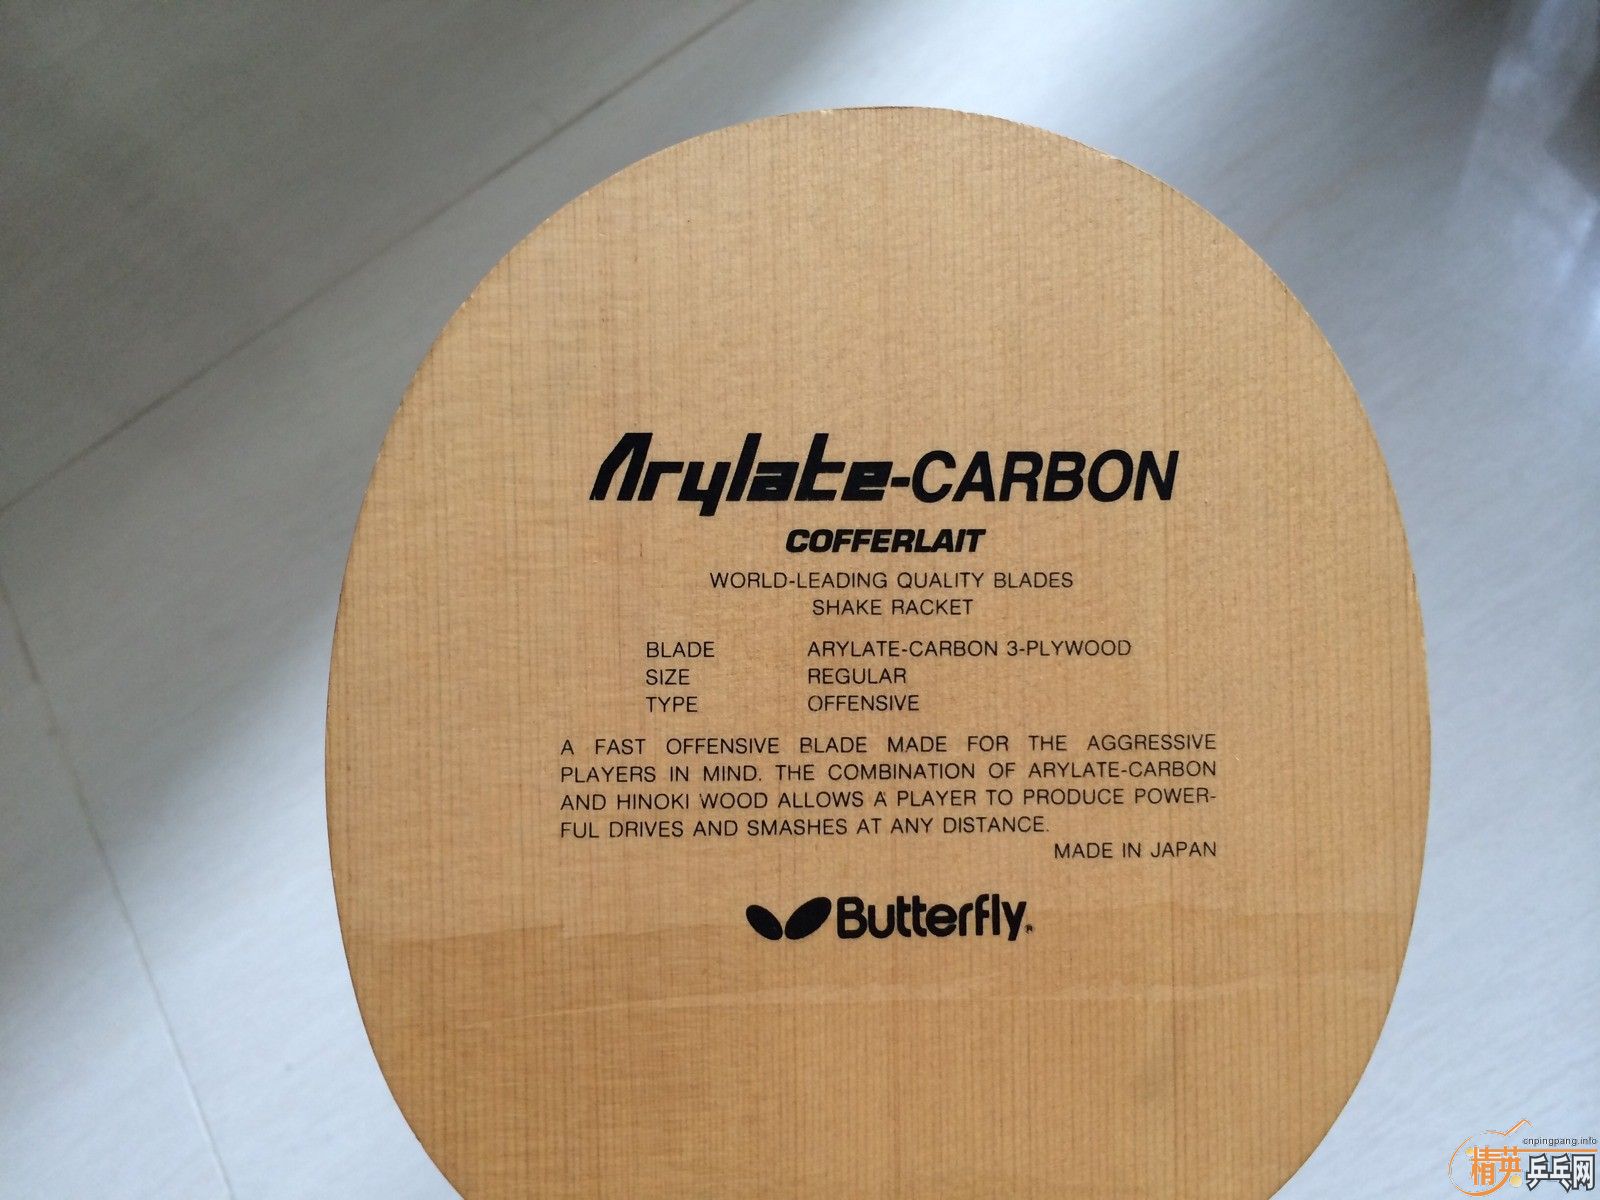 Arylate-CARBON
COFFERLAIT
WORLD-LEADING QUALITY BLADES
SHAKE RACKET
BLADE ARYLATE-CARBON 3-PLYWOOD
SIZE REGULAR
TYPE OFFENSIVE
A FAST OFFENSIVE BLADE MADE FOR THE AGGRESSIVE
PLAYERS IN MIND. THE COMBINATION OF ARYLATE-CARBON
AND HINOKI WOOD ALLOWS A PLAYER TO PRODUCE POWER-
FUL DRIVES AND SMASHES AT ANY DISTANCE.
MADE IN JAPAN
Butterfly®
cnpingpang.info
精英乒乓网